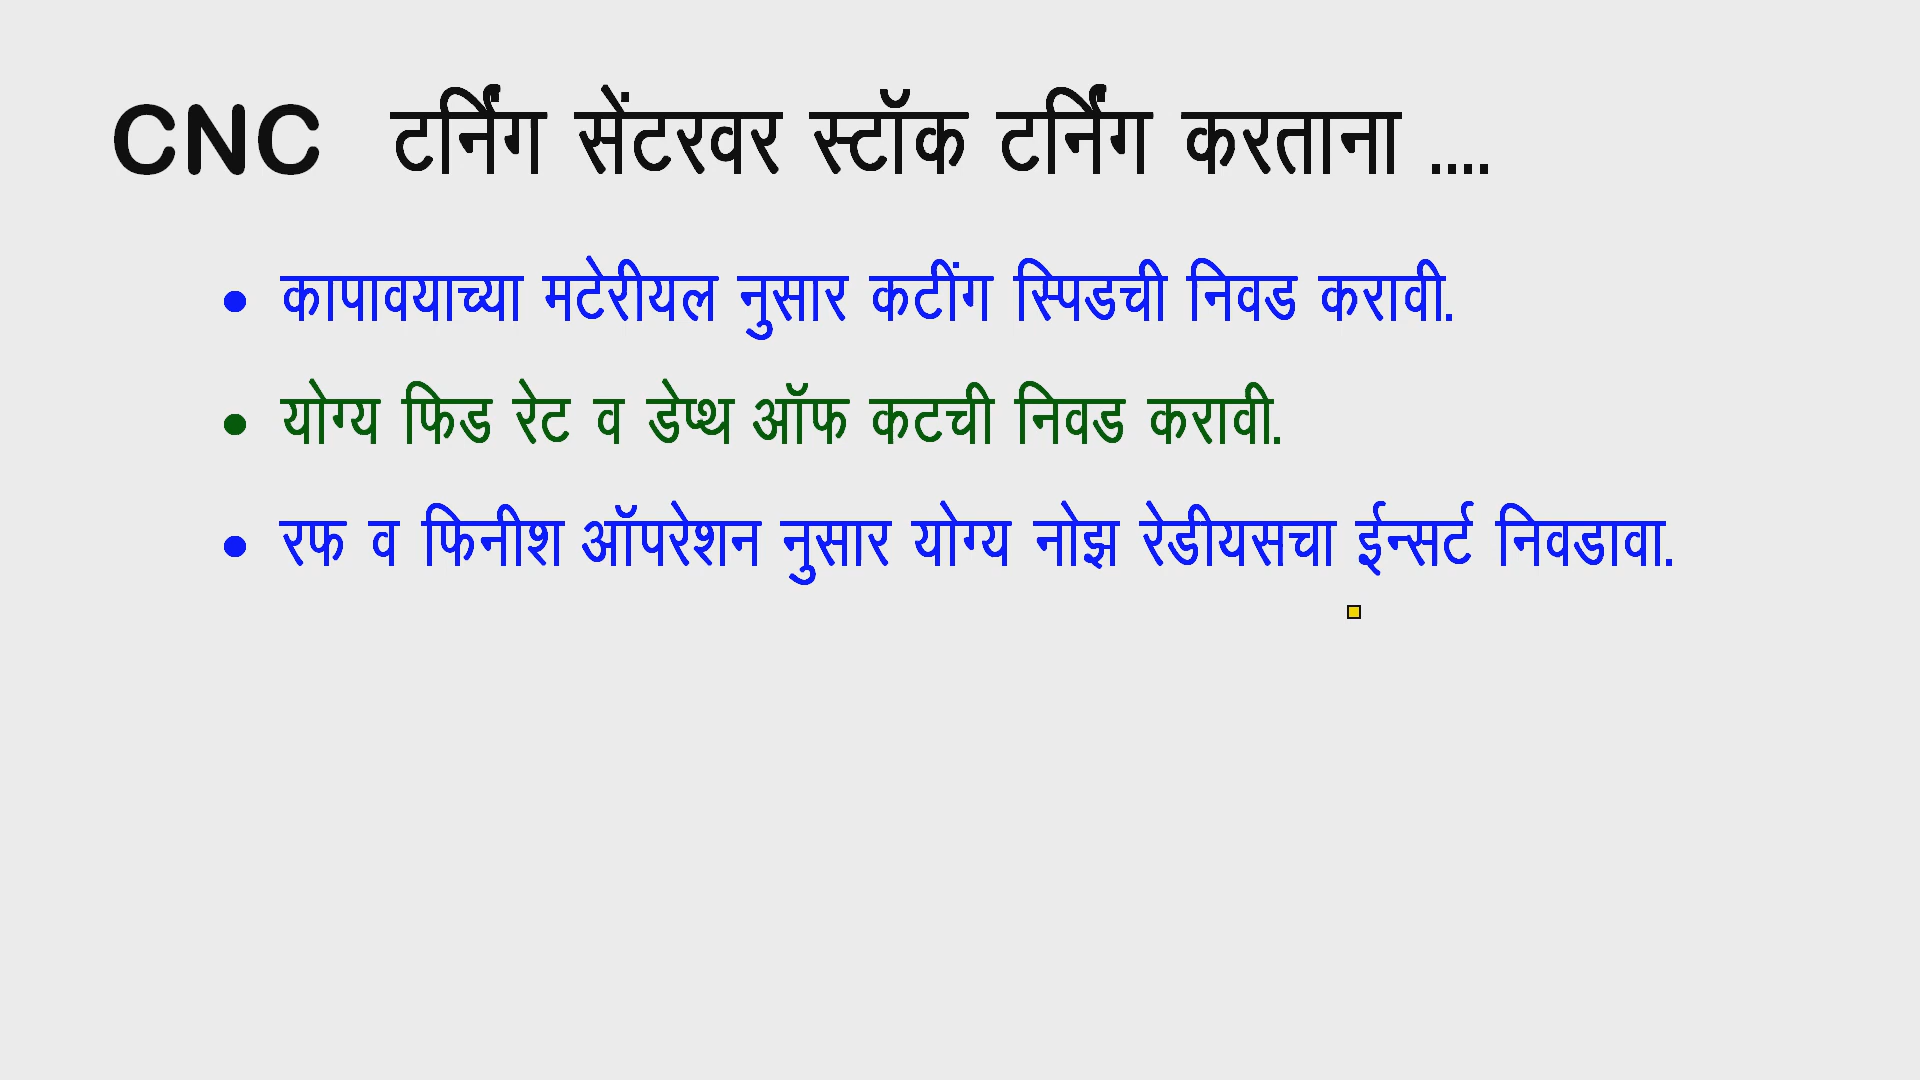 CNC टर्निंग सेंटरवर स्टॉक टर्निंग करताना ....
• कापावयाच्या मटेरीयल नुसार कटींग स्पिडची निवड करावी.
• योग्य फिड रेट व डेप्थ ऑफ कटची निवड करावी.
• रफ व फिनीश ऑपरेशन नुसार योग्य नोझ रेडीयसचा ईन्सर्ट निवडावा.